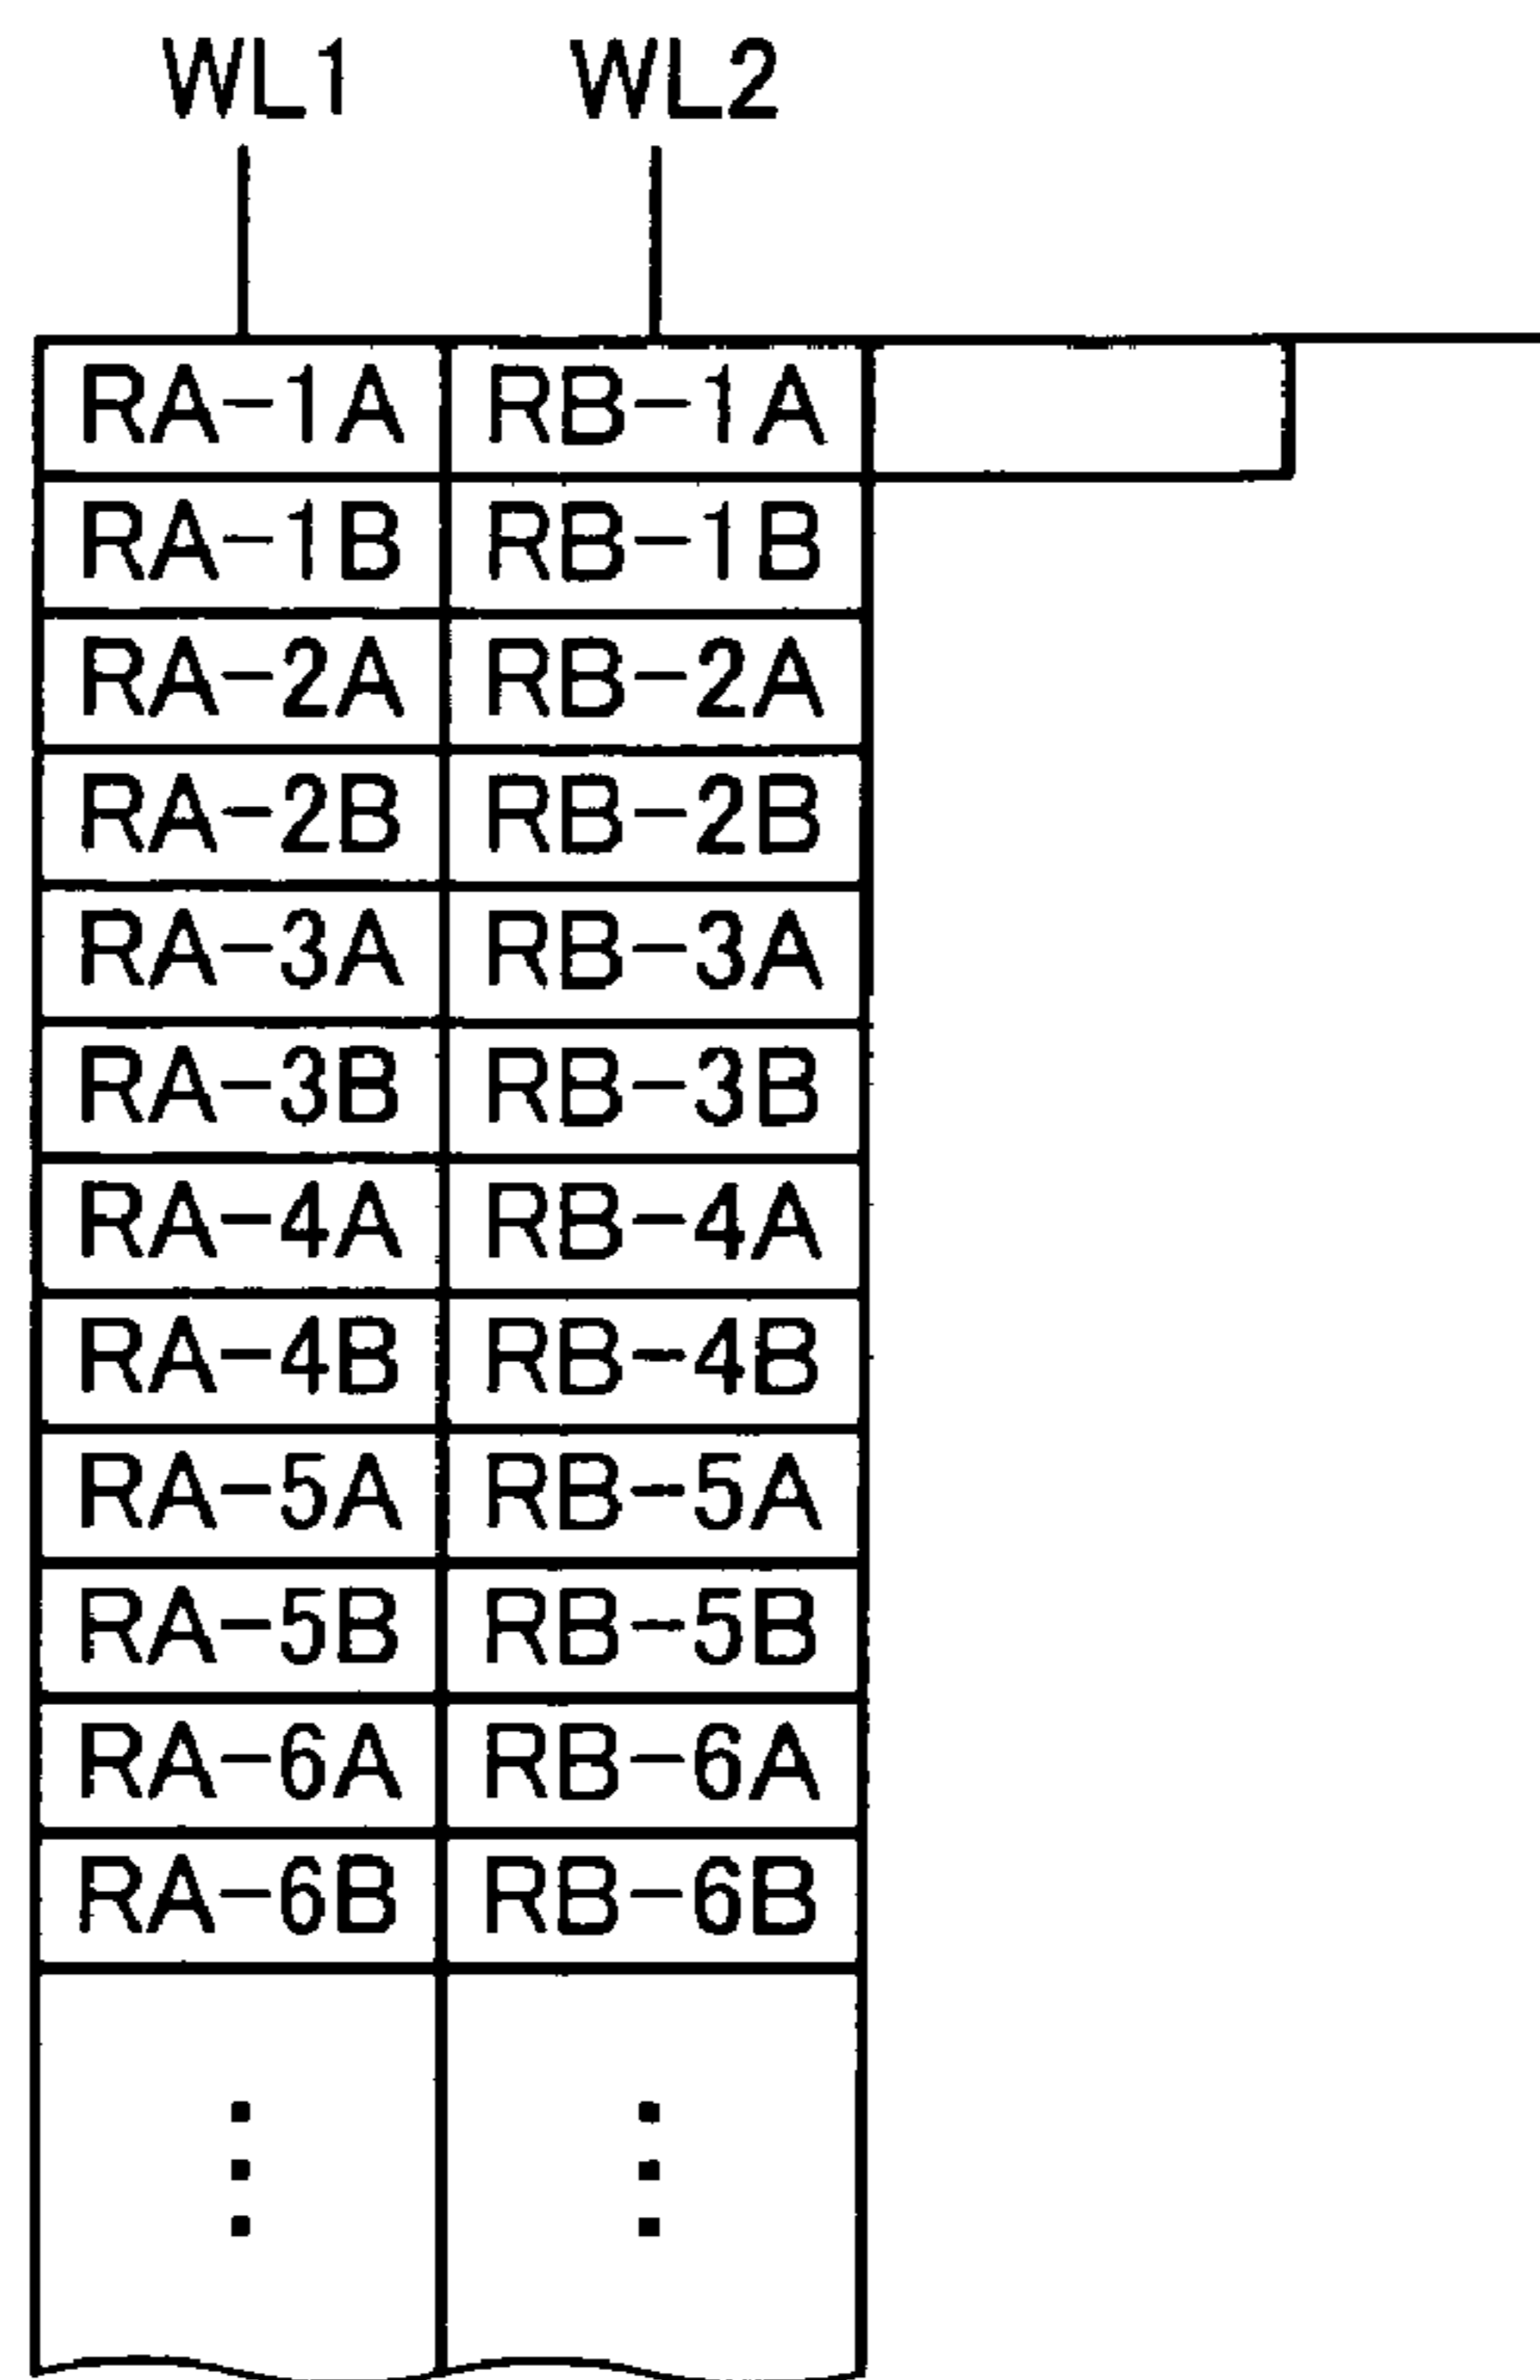 WL1 WL2
RA-1A RB-1A
RA-1B RB-1B
RA-2A RB-2A
RA-2B RB-2B
RA-3A RB-3A
RA-3B RB-3B
RA-4A RB-4A
RA-4B RB-4B
RA-5A RB-5A
RA-5B RB-5B
RA-6A RB-6A
RA-6B RB-6B